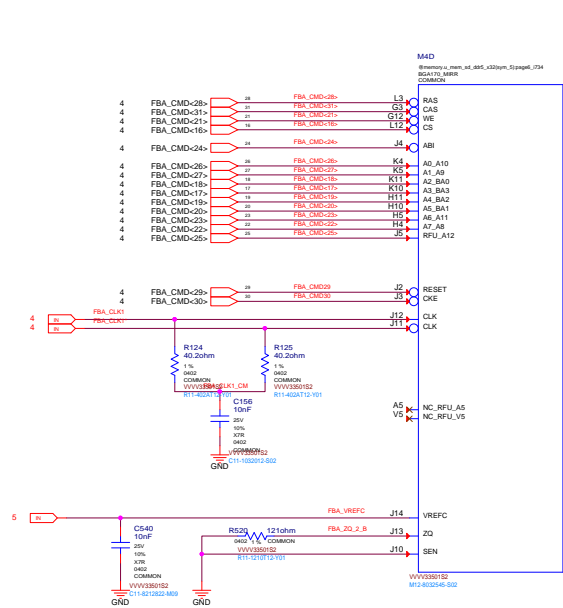 M4D
@memory.u_mem_sd_ddr5_x32(sym_5):page6_i734
BGA170_MIRR
COMMON
4 FBA_CMD<28> 28 FBA_CMD<28> L3 RAS
4 FBA_CMD<31> 31 FBA_CMD<31> G3 CAS
4 FBA_CMD<21> 21 FBA_CMD<21> G12 WE
4 FBA_CMD<16> 16 FBA_CMD<16> L12 CS
4 FBA_CMD<24> 24 FBA_CMD<24> J4 ABI
4 FBA_CMD<26> 26 FBA_CMD<26> K4 A0_A10
4 FBA_CMD<27> 27 FBA_CMD<27> K5 A1_A9
4 FBA_CMD<18> 18 FBA_CMD<18> K11 A2_BA0
4 FBA_CMD<17> 17 FBA_CMD<17> K10 A3_BA3
4 FBA_CMD<19> 19 FBA_CMD<19> H11 A4_BA2
4 FBA_CMD<20> 20 FBA_CMD<20> H10 A5_BA1
4 FBA_CMD<23> 23 FBA_CMD<23> H5 A6_A11
4 FBA_CMD<22> 22 FBA_CMD<22> H4 A7_A8
4 FBA_CMD<25> 25 FBA_CMD<25> J5 RFU_A12
4 FBA_CMD<29> 29 FBA_CMD29 J2 RESET
4 FBA_CMD<30> 30 FBA_CMD30 J3 CKE
4 IN FBA_CLK1 J12 CLK
4 IN FBA_CLK1 J11 CLK
R124
40.2ohm
1 %
0402
COMMON
VVVV33501S2
R11-402AT12-Y01
R125
40.2ohm
1 %
0402
COMMON
VVVV33501S2
R11-402AT12-Y01
FBA_CLK1_CM
C156
10nF
25V
10%
X7R
0402
COMMON
VVVV33501S2
C11-1032012-S02
GND
A5 NC_RFU_A5
V5 NC_RFU_V5
5 IN FBA_VREFC J14 VREFC
R520 121ohm FBA_ZQ_2_B J13 ZQ
0402 1 % COMMON
VVVV33501S2
R11-1210T12-Y01
J10 SEN
C540
10nF
25V
10%
X7R
0402
COMMON
VVVV33501S2
C11-8212822-M09
GND
GND
VVVV33501S2
M12-8032545-S02